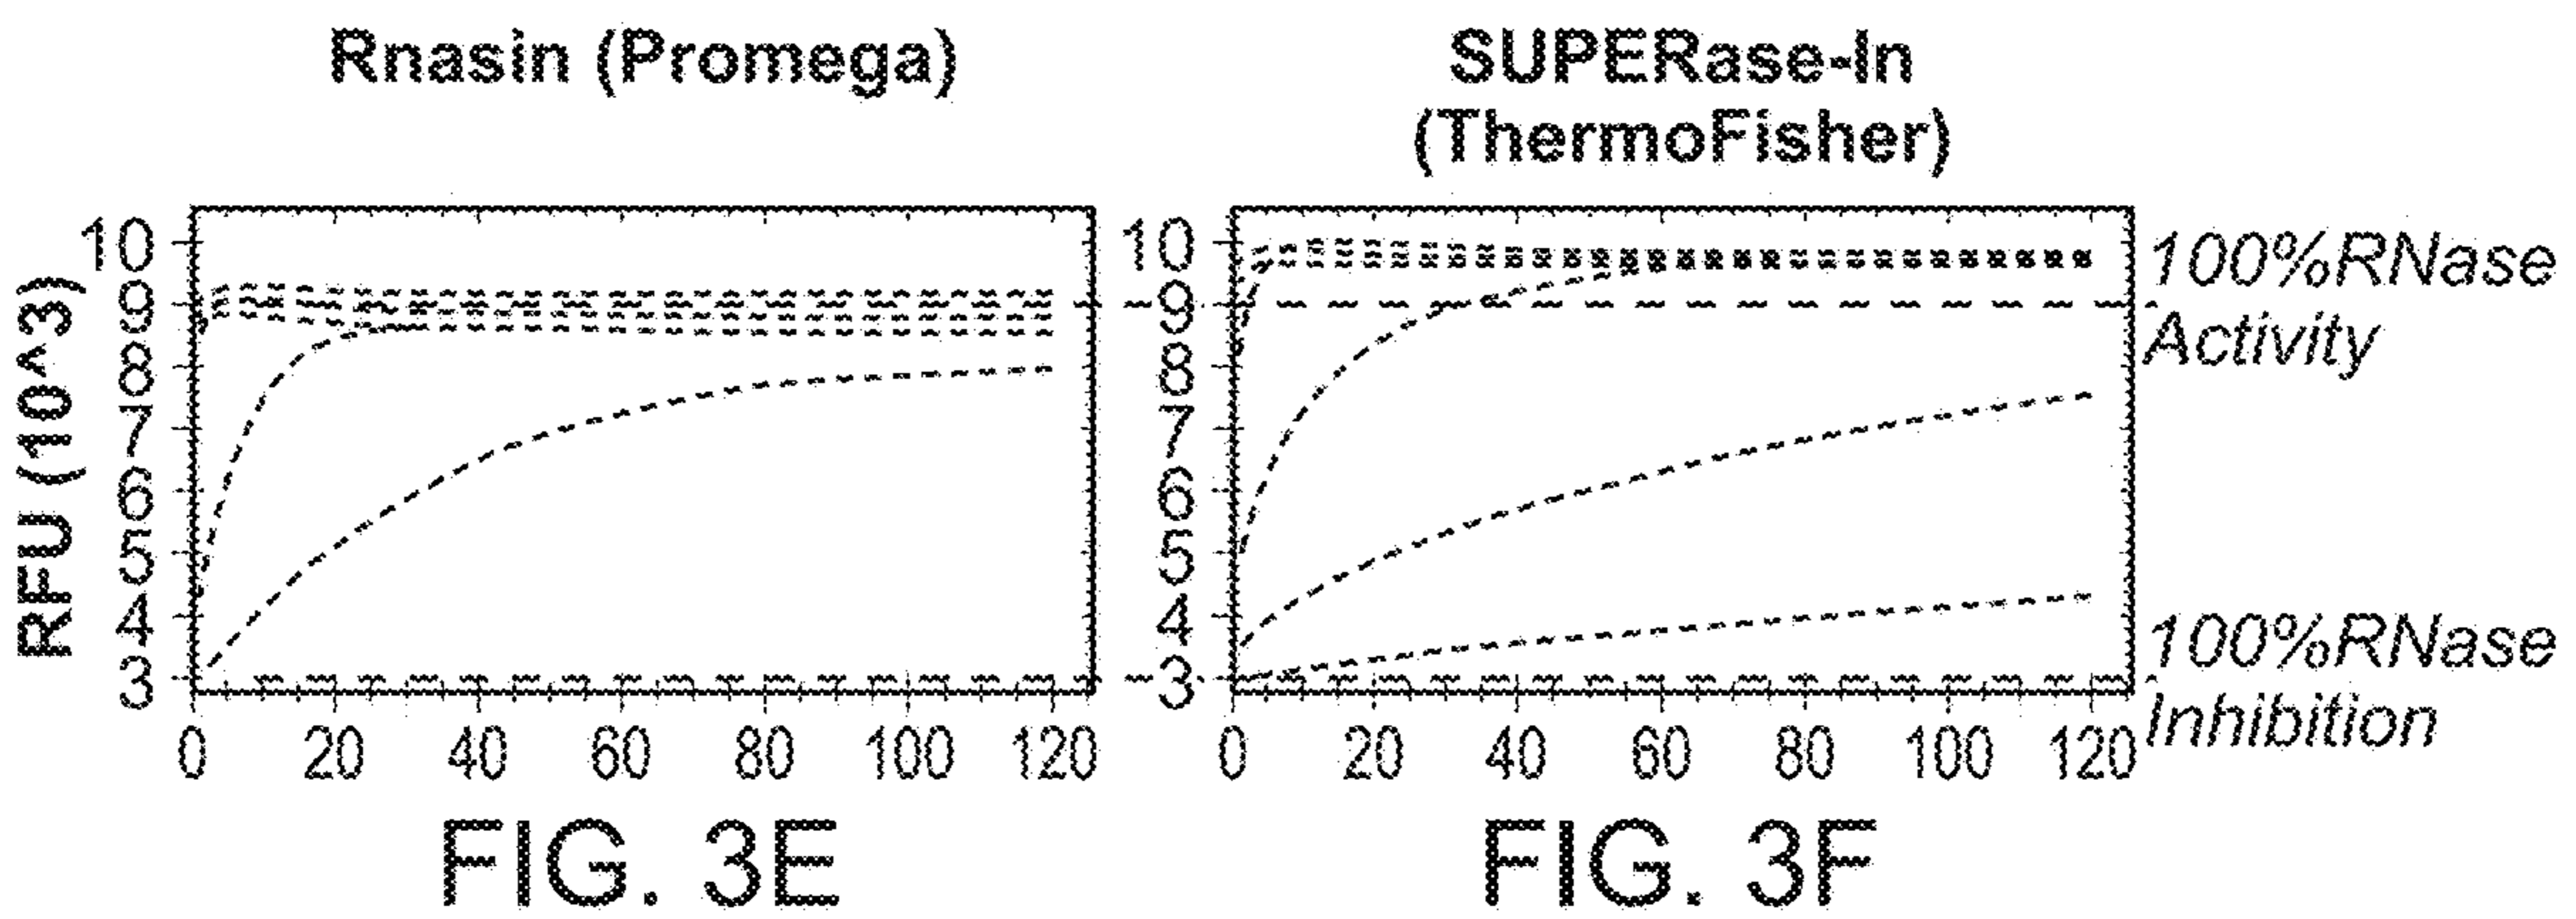 Rnasin (Promega)
SUPERase-In
(ThermoFisher)
RFU (10^3)
10
9
8
7
6
5
4
3
0 20 40 60 80 100 120
FIG. 3E
10
9
8
7
6
5
4
3
0 20 40 60 80 100 120
FIG. 3F
100%RNase
Activity
100%RNase
Inhibition